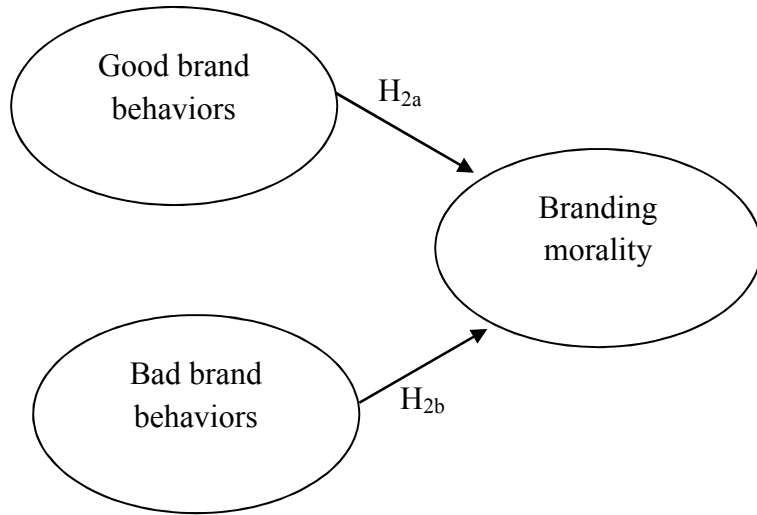 Good brand
behaviors
H₂ₐ
Branding
morality
Bad brand
behaviors
H₂b